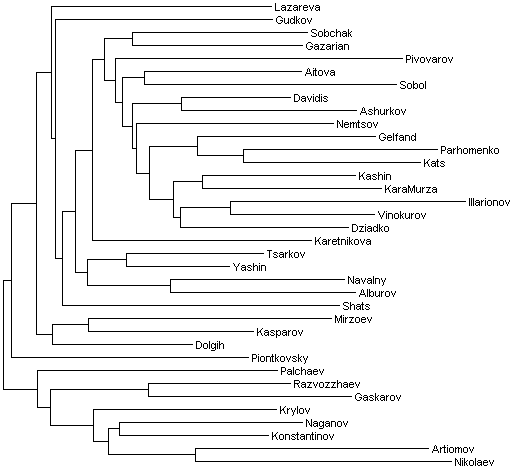 Lazareva
Gudkov
Sobchak
Gazarian
Pivovarov
Aitova
Sobol
Davidis
Ashurkov
Nemtsov
Gelfand
Parhomenko
Kats
Kashin
KaraMurza
Illarionov
Vinokurov
Dziadko
Karetnikova
Tsarkov
Yashin
Navalny
Alburov
Shats
Mirzoev
Kasparov
Dolgih
Piontkovsky
Palchaev
Razvozzhaev
Gaskarov
Krylov
Naganov
Konstantinov
Artiomov
Nikolaev